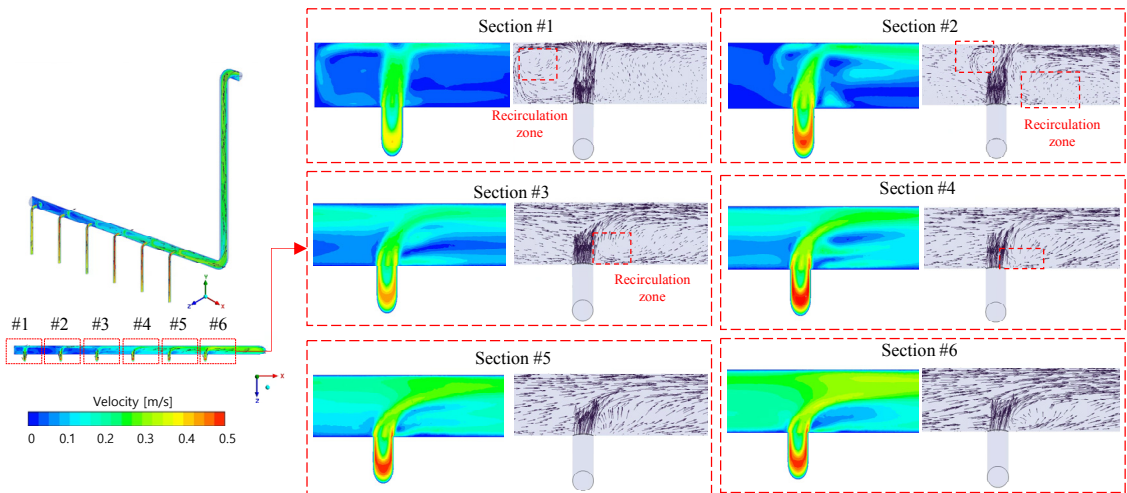 Section #1
Section #2
Recirculation
zone
Recirculation
zone
Section #3
Section #4
Recirculation
zone
Y
Z
X
#1
#2
#3
#4
#5
#6
X
Z
Section #5
Section #6
Velocity [m/s]
0
0.1
0.2
0.3
0.4
0.5